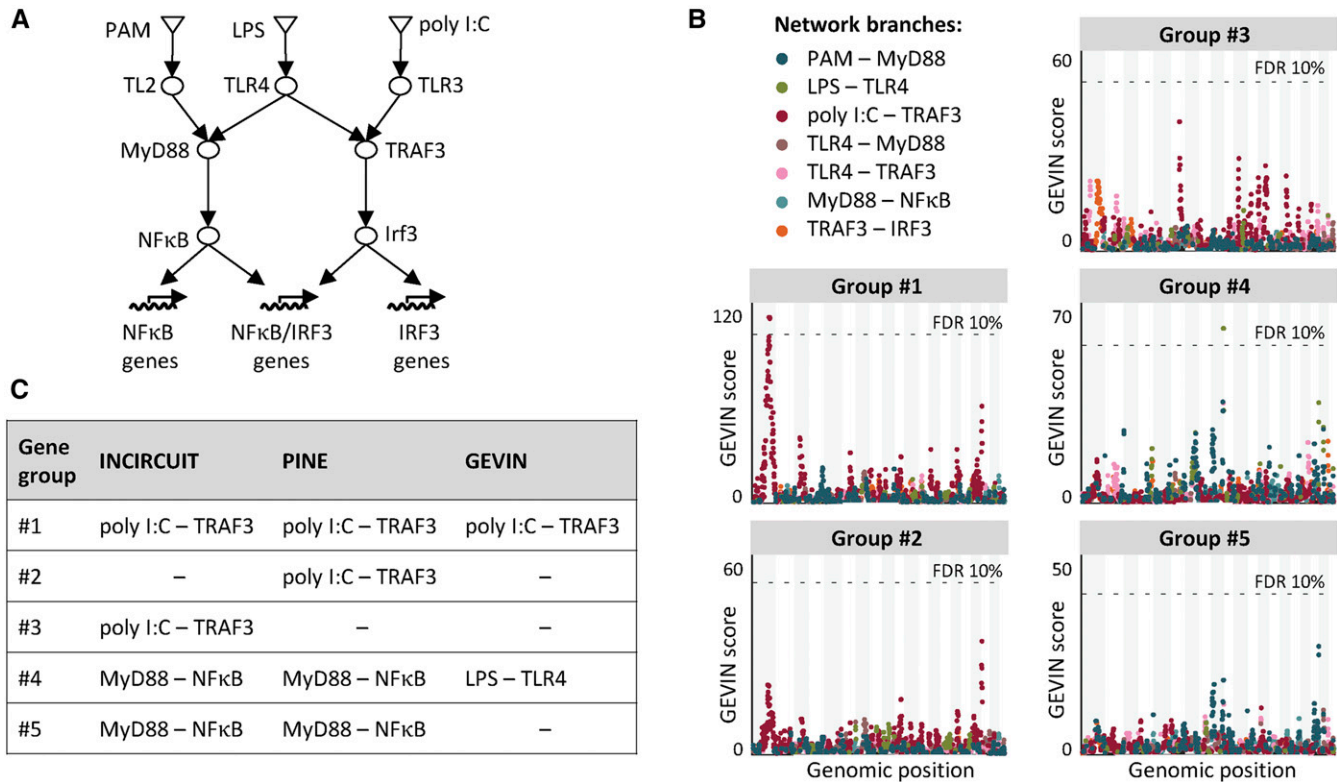 A
PAM
LPS
poly I:C
TL2
TLR4
TLR3
MyD88
TRAF3
NFκB
Irf3
NFκB genes
NFκB/IRF3 genes
IRF3 genes
B
Network branches:
PAM – MyD88
LPS – TLR4
poly I:C – TRAF3
TLR4 – MyD88
TLR4 – TRAF3
MyD88 – NFκB
TRAF3 – IRF3
Group #3
60
FDR 10%
GEVIN score
0
Group #1
120
FDR 10%
GEVIN score
0
Group #4
70
FDR 10%
GEVIN score
0
Group #2
60
FDR 10%
GEVIN score
0
Genomic position
Group #5
50
FDR 10%
GEVIN score
0
Genomic position
C
Gene group INCIRCUIT PINE GEVIN
#1 poly I:C – TRAF3 poly I:C – TRAF3 poly I:C – TRAF3
#2 – poly I:C – TRAF3 –
#3 poly I:C – TRAF3 – –
#4 MyD88 – NFκB MyD88 – NFκB LPS – TLR4
#5 MyD88 – NFκB MyD88 – NFκB –